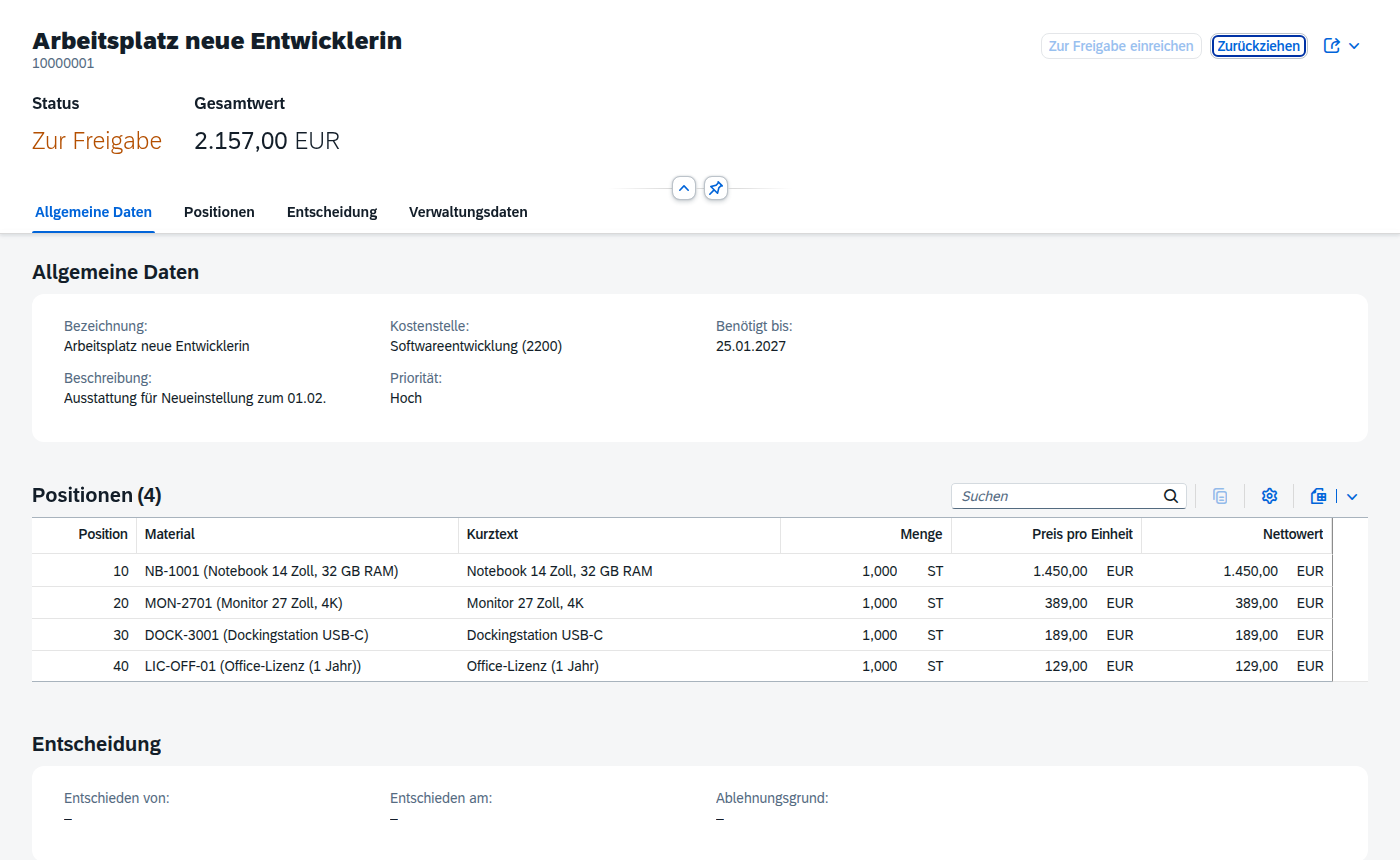 Arbeitsplatz neue Entwicklerin
10000001
Zur Freigabe einreichen Zurückziehen
Status Gesamtwert
Zur Freigabe 2.157,00 EUR
Allgemeine Daten Positionen Entscheidung Verwaltungsdaten
Allgemeine Daten
Bezeichnung: Kostenstelle: Benötigt bis:
Arbeitsplatz neue Entwicklerin Softwareentwicklung (2200) 25.01.2027
Beschreibung: Priorität:
Ausstattung für Neueinstellung zum 01.02. Hoch
Positionen (4) Suchen
Position Material Kurztext Menge Preis pro Einheit Nettowert
10 NB-1001 (Notebook 14 Zoll, 32 GB RAM) Notebook 14 Zoll, 32 GB RAM 1,000 ST 1.450,00 EUR 1.450,00 EUR
20 MON-2701 (Monitor 27 Zoll, 4K) Monitor 27 Zoll, 4K 1,000 ST 389,00 EUR 389,00 EUR
30 DOCK-3001 (Dockingstation USB-C) Dockingstation USB-C 1,000 ST 189,00 EUR 189,00 EUR
40 LIC-OFF-01 (Office-Lizenz (1 Jahr)) Office-Lizenz (1 Jahr) 1,000 ST 129,00 EUR 129,00 EUR
Entscheidung
Entschieden von: Entschieden am: Ablehnungsgrund:
– – –